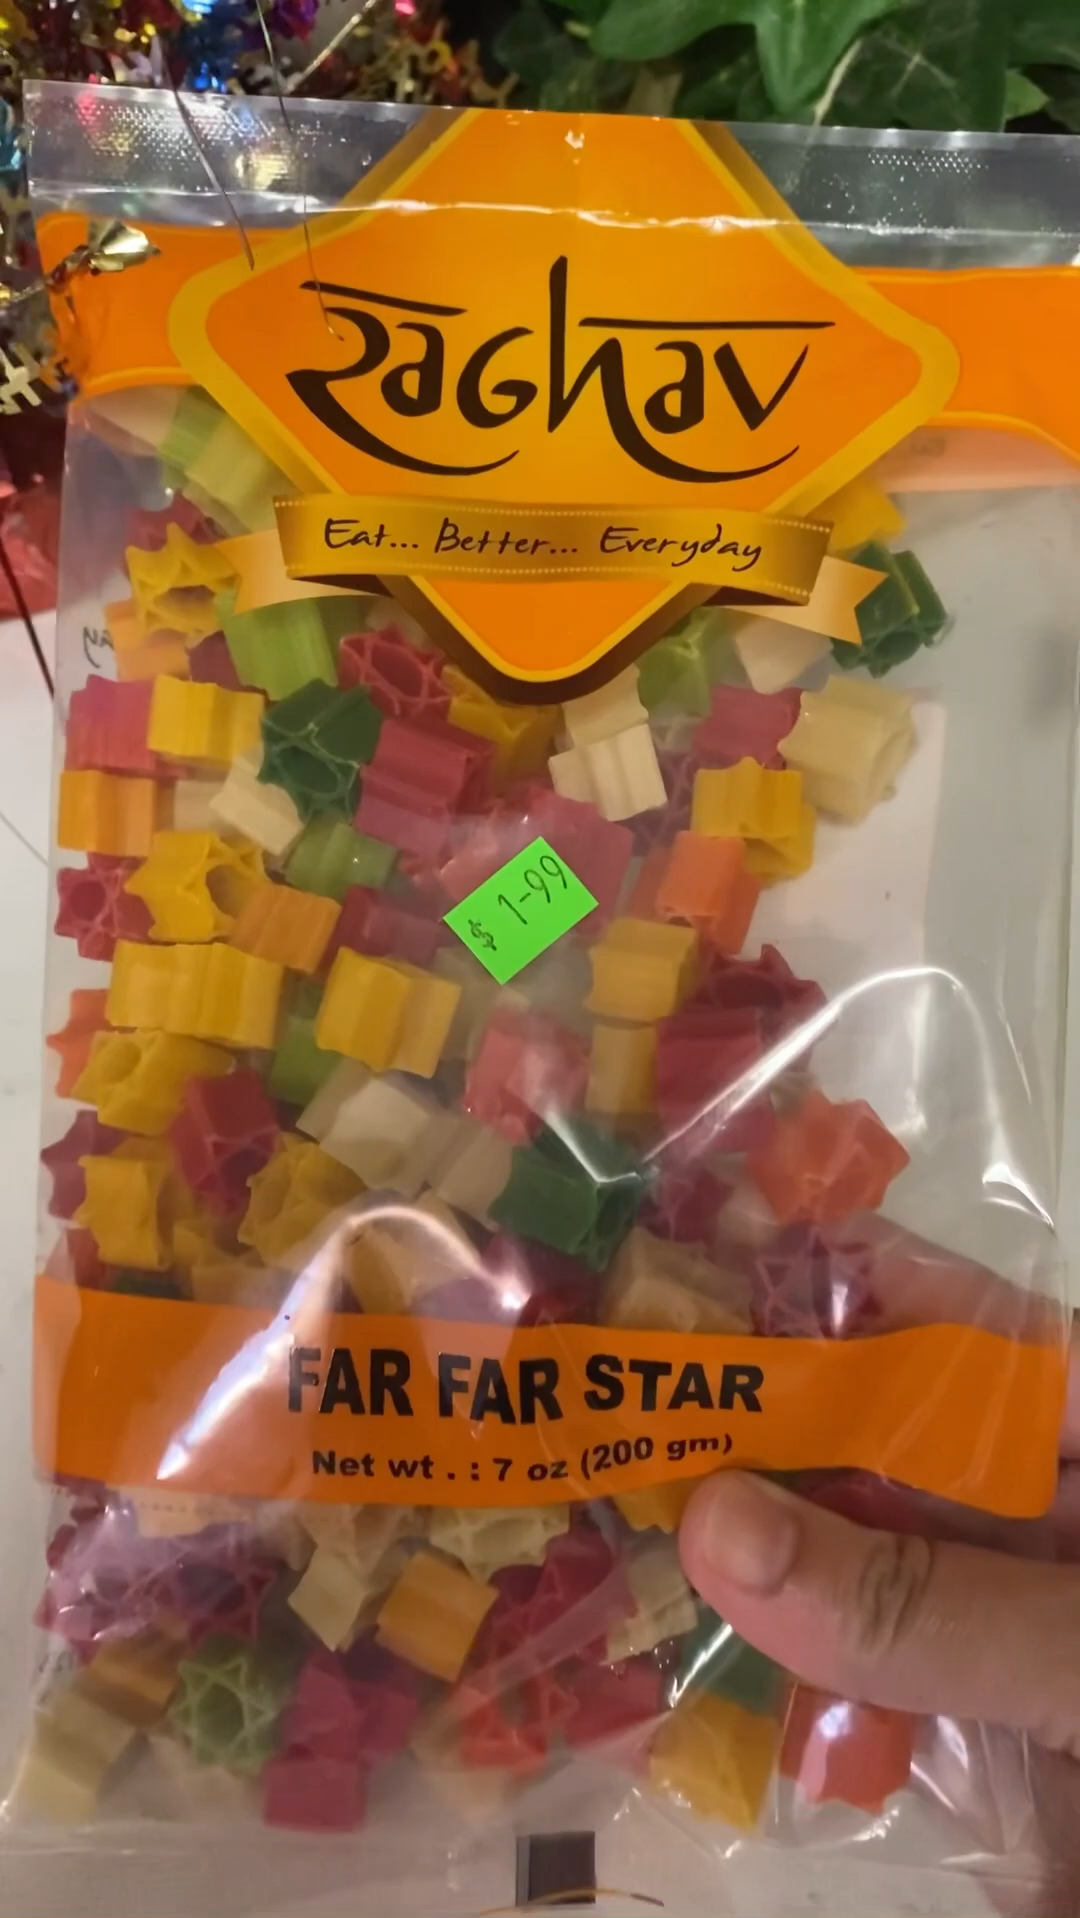 raghav
Eat... Better... Everyday
$ 1-99
FAR FAR STAR
Net wt . : 7 oz (200 gm)